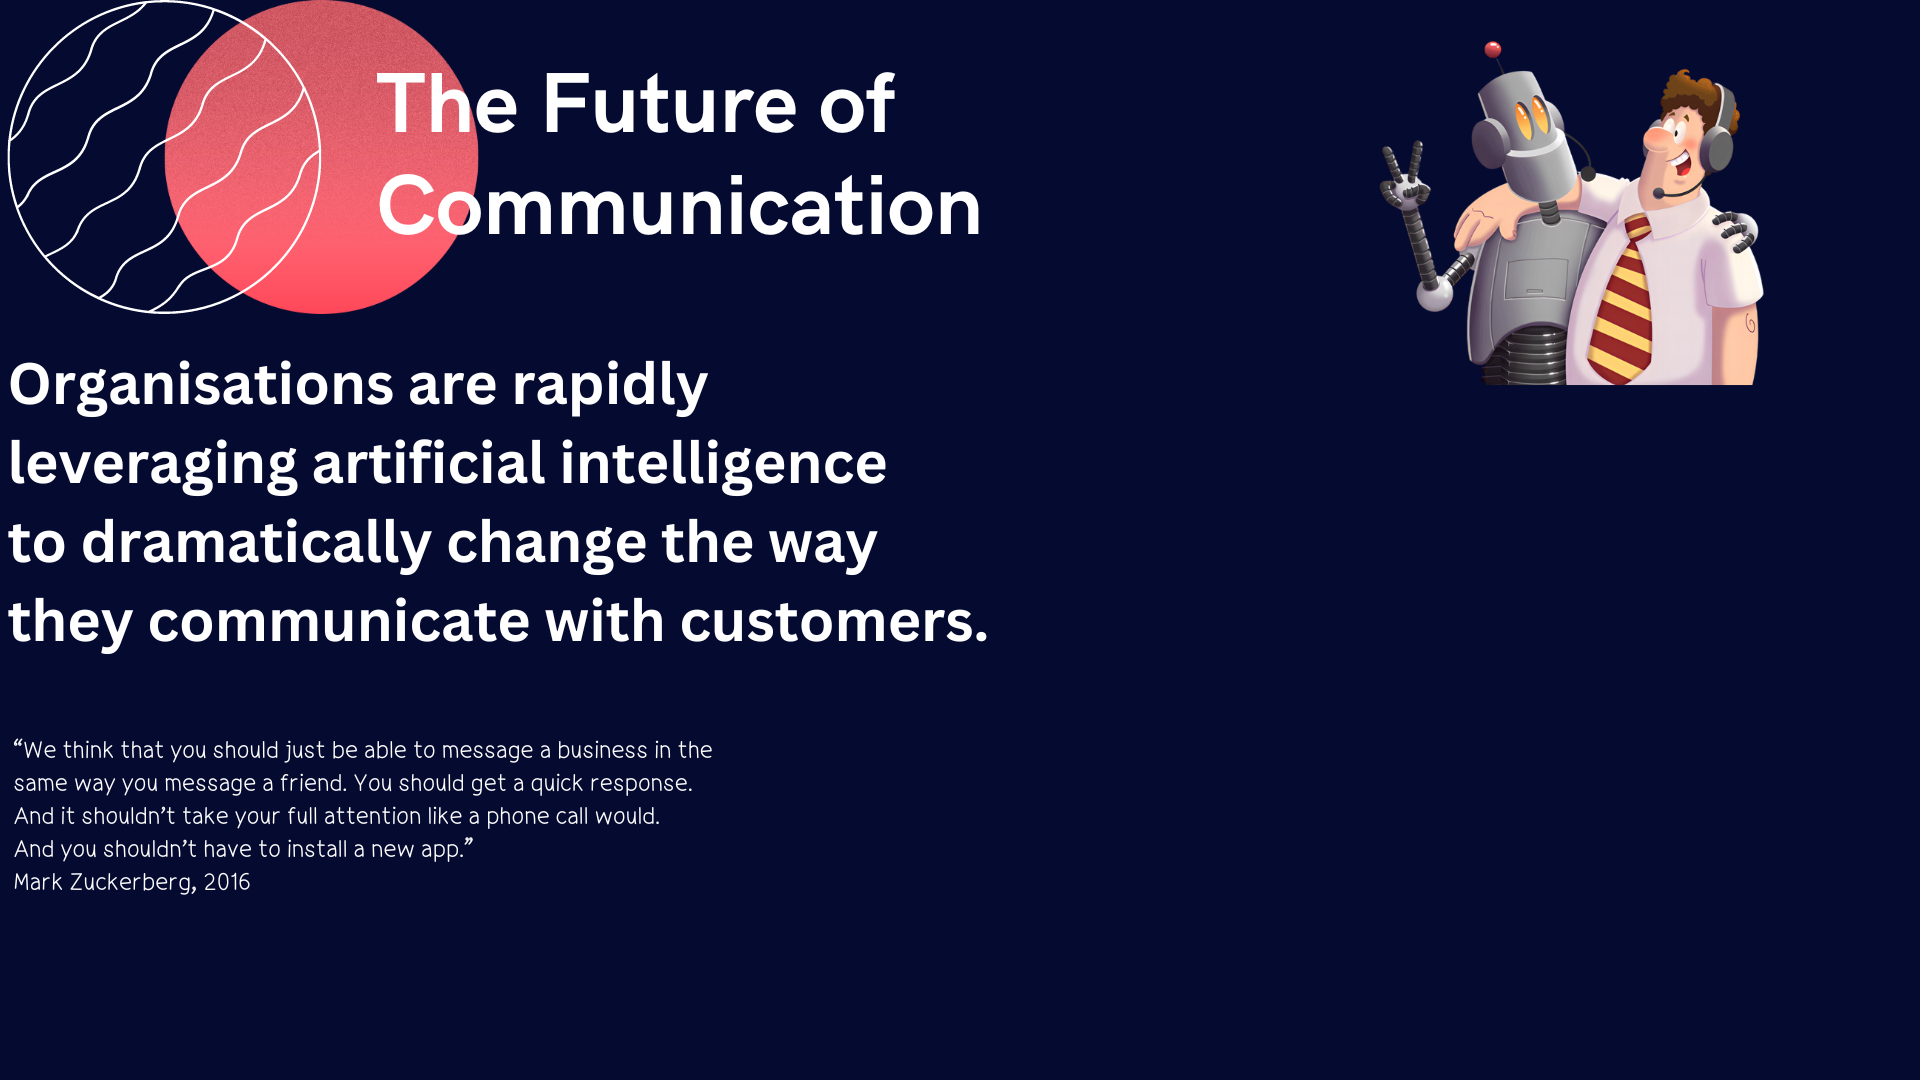 The Future of
Communication
Organisations are rapidly
leveraging artificial intelligence
to dramatically change the way
they communicate with customers.
“We think that you should just be able to message a business in the
same way you message a friend. You should get a quick response.
And it shouldn’t take your full attention like a phone call would.
And you shouldn’t have to install a new app.”
Mark Zuckerberg, 2016